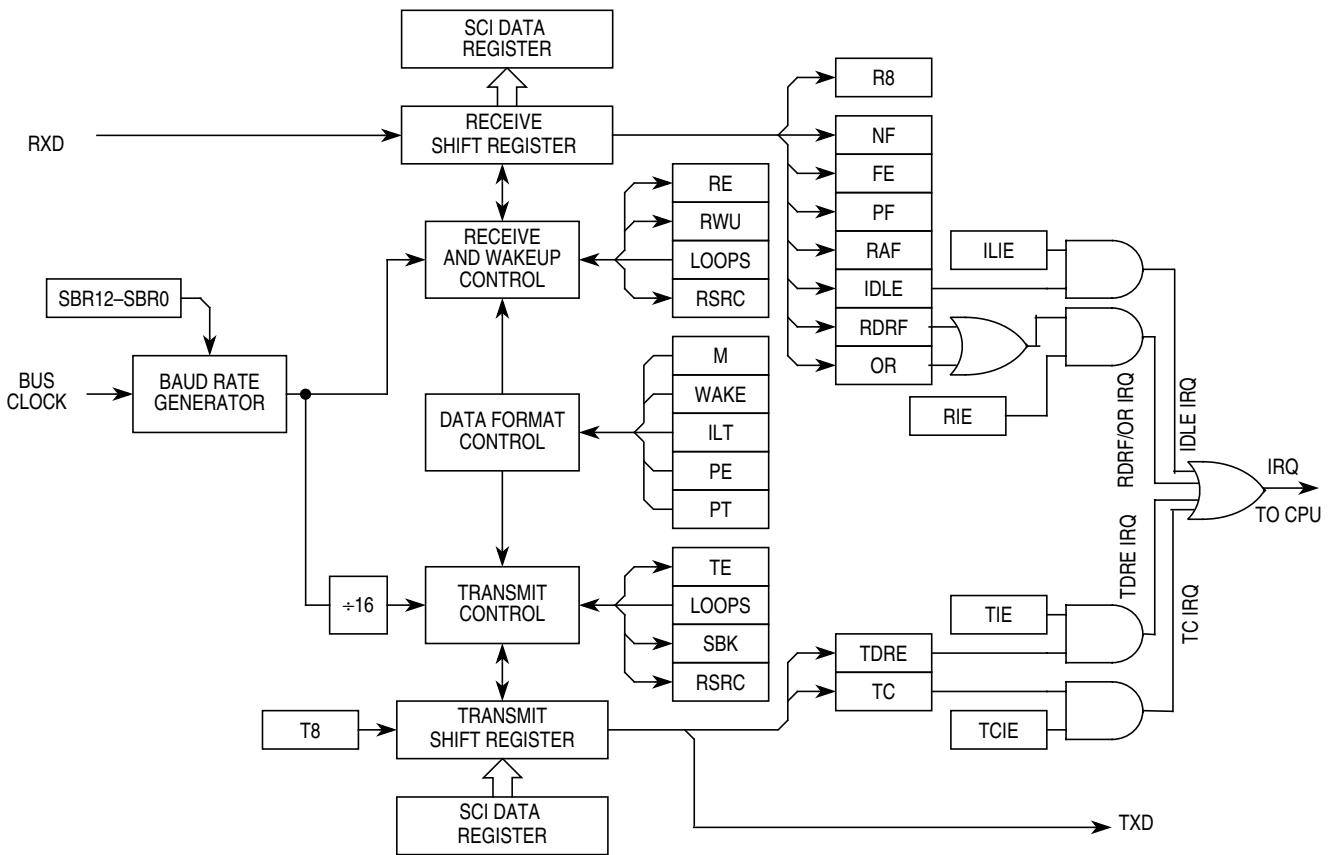 SCI DATA
REGISTER
RXD
RECEIVE
SHIFT REGISTER
R8
NF
FE
PF
RAF
IDLE
RDRF
OR
RE
RWU
LOOPS
RSRC
RECEIVE
AND WAKEUP
CONTROL
ILIE
RIE
SBR12–SBR0
BUS
CLOCK
BAUD RATE
GENERATOR
DATA FORMAT
CONTROL
M
WAKE
ILT
PE
PT
RDRF/OR IRQ
IDLE IRQ
IRQ
TO CPU
TDRE IRQ
TC IRQ
÷16
TRANSMIT
CONTROL
TE
LOOPS
SBK
RSRC
TIE
TDRE
TC
TCIE
T8
TRANSMIT
SHIFT REGISTER
SCI DATA
REGISTER
TXD